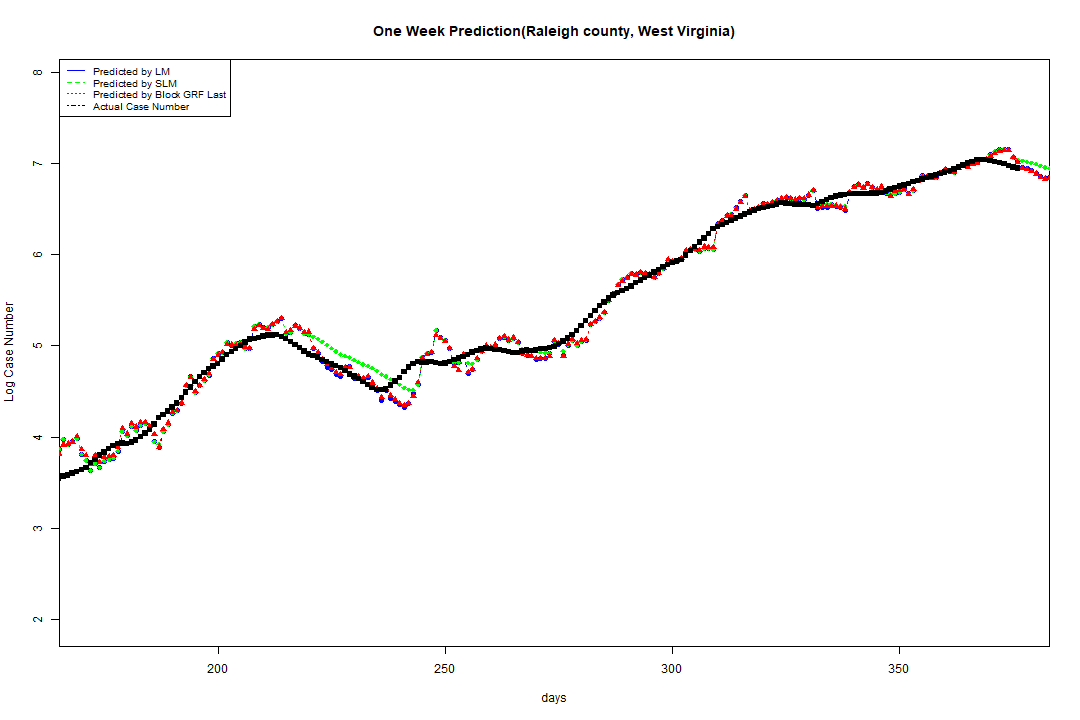 One Week Prediction(Raleigh county, West Virginia)
Predicted by LM
Predicted by SLM
Predicted by Block GRF Last
Actual Case Number
8
7
6
5
4
3
2
Log Case Number
200 250 300 350
days